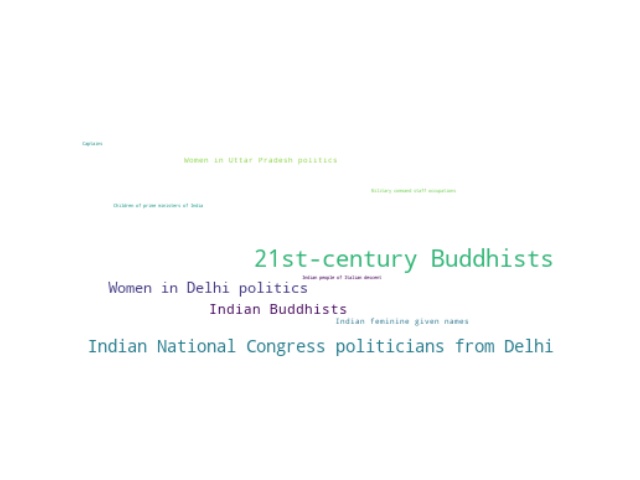 Captains
Women in Uttar Pradesh politics
Military command staff occupations
Children of prime ministers of India
21st-century Buddhists
Indian people of Italian descent
Women in Delhi politics
Indian Buddhists
Indian feminine given names
Indian National Congress politicians from Delhi